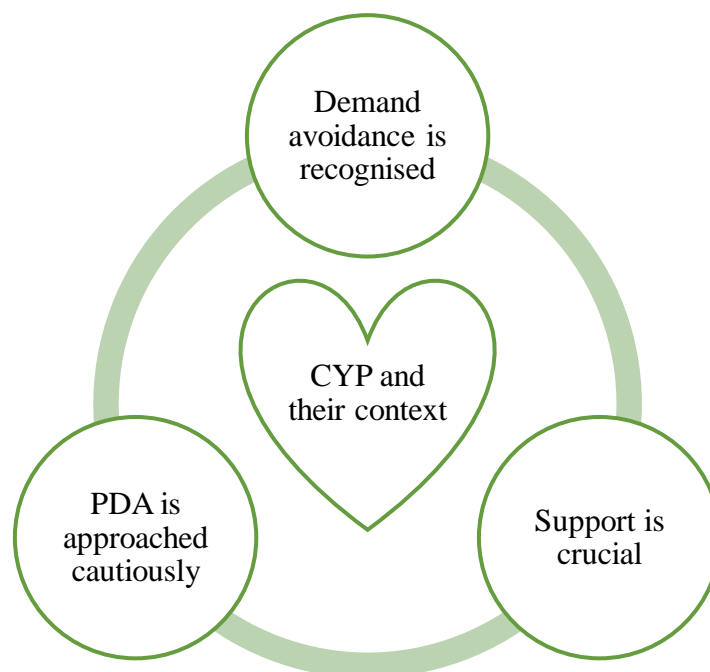 Demand
avoidance is
recognised
CYP and
their context
PDA is
approached
cautiously
Support is
crucial